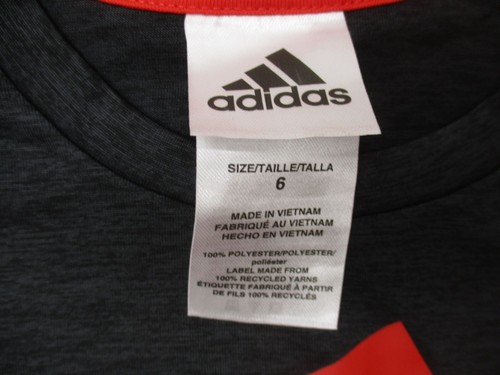 adidas
SIZE/TAILLE/TALLA
6
MADE IN VIETNAM
FABRIQUÉ AU VIETNAM
HECHO EN VIETNAM
100% POLYESTER/POLYESTER/
poliéster
LABEL MADE FROM
100% RECYCLED YARNS
ÉTIQUETTE FABRIQUÉ À PARTIR
DE FILS 100% RECYCLÉS